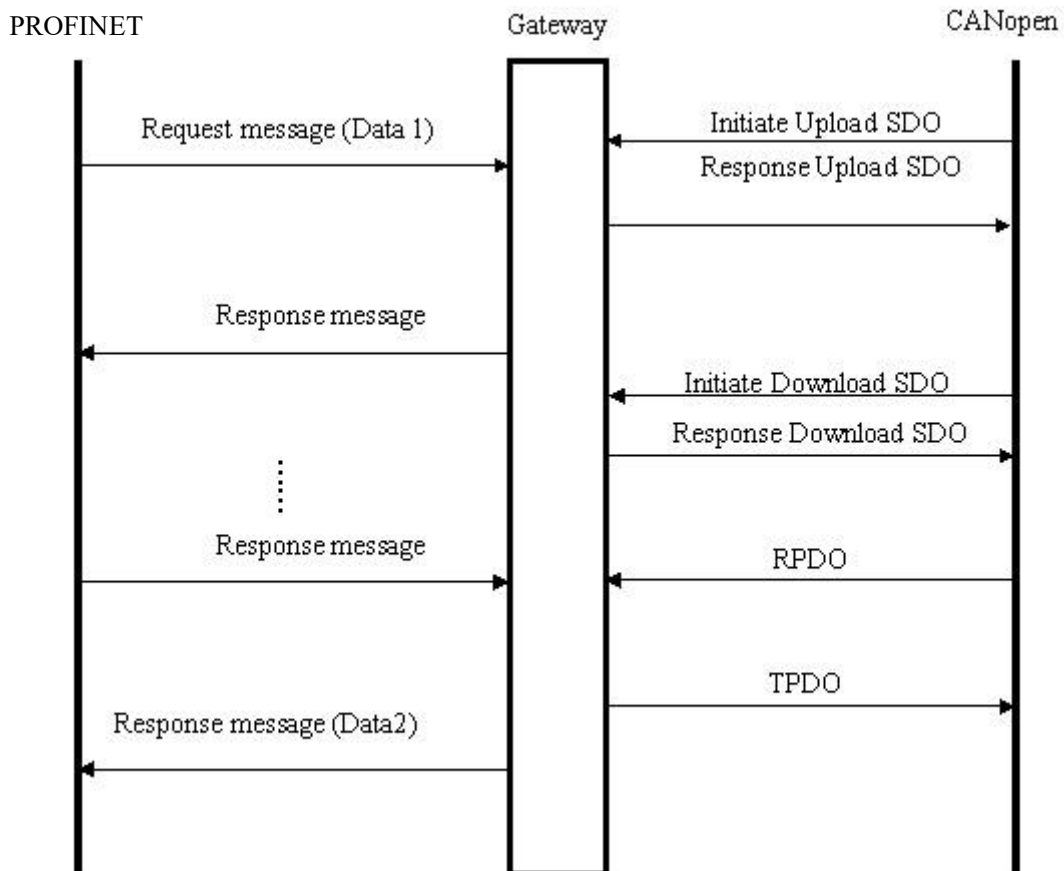 PROFINET
Gateway
CANopen
Request message (Data 1)
Initiate Upload SDO
Response Upload SDO
Response message
Initiate Download SDO
Response Download SDO
Response message
RPDO
TPDO
Response message (Data2)